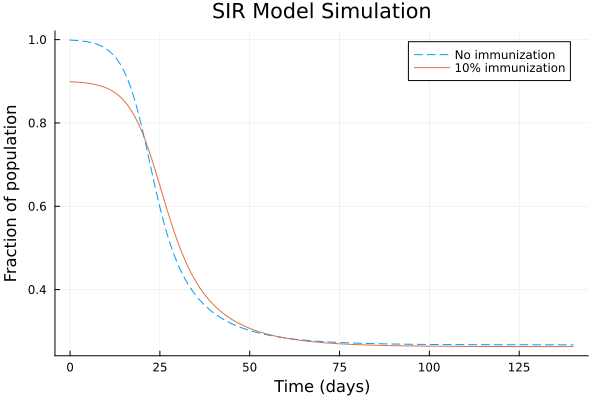 SIR Model Simulation
No immunization
10% immunization
Fraction of population
1.0
0.8
0.6
0.4
0
25
50
75
100
125
Time (days)